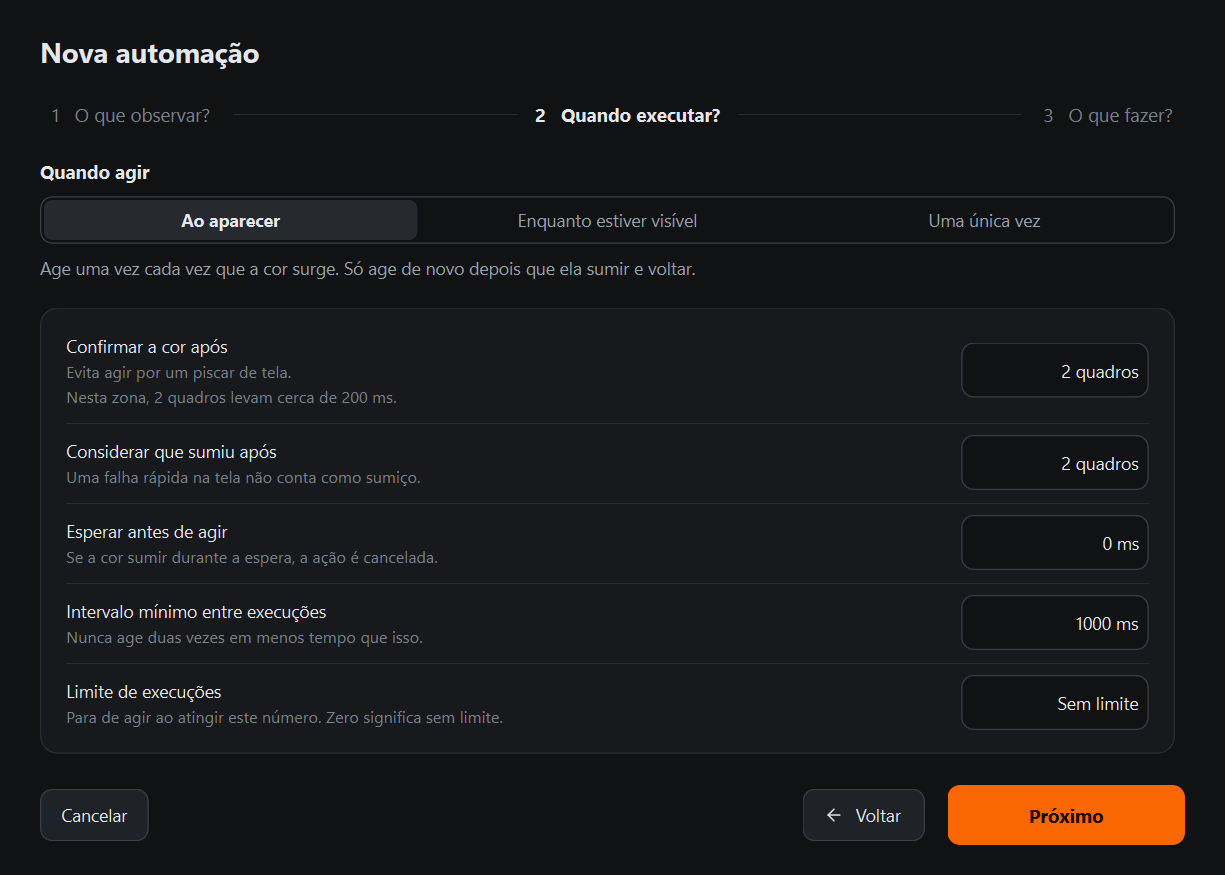 Nova automação
1 O que observar?
2 Quando executar?
3 O que fazer?
Quando agir
Ao aparecer
Enquanto estiver visível
Uma única vez
Age uma vez cada vez que a cor surge. Só age de novo depois que ela sumir e voltar.
Confirmar a cor após
Evita agir por um piscar de tela.
Nesta zona, 2 quadros levam cerca de 200 ms.
2 quadros
Considerar que sumiu após
Uma falha rápida na tela não conta como sumiço.
2 quadros
Esperar antes de agir
Se a cor sumir durante a espera, a ação é cancelada.
0 ms
Intervalo mínimo entre execuções
Nunca age duas vezes em menos tempo que isso.
1000 ms
Limite de execuções
Para de agir ao atingir este número. Zero significa sem limite.
Sem limite
Cancelar
← Voltar
Próximo